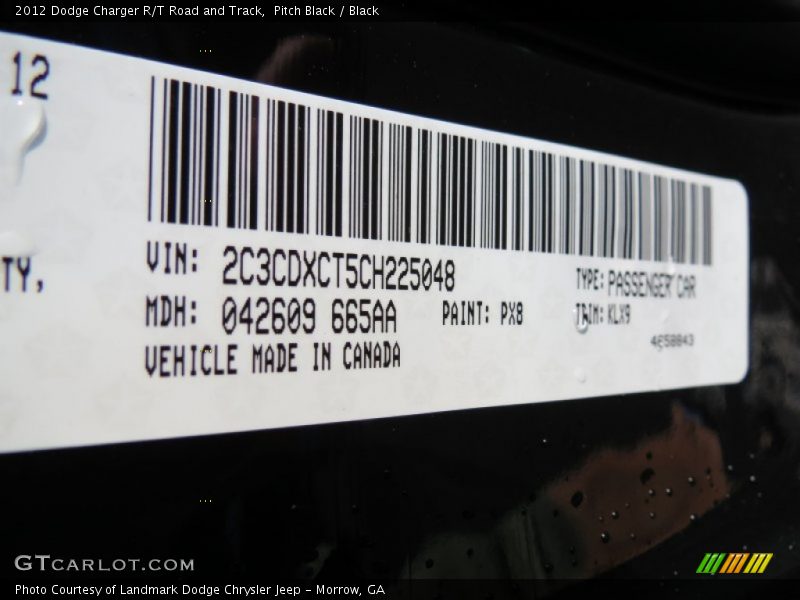 2012 Dodge Charger R/T Road and Track,  Pitch Black / Black
12
VIN: 2C3CDXCT5CH225048
TYPE: PASSENGER CAR
TY,
MDH: 042609 665AA
PAINT: PX8
TRIM: KLX9
VEHICLE MADE IN CANADA
GTCARLOT.COM
Photo Courtesy of Landmark Dodge Chrysler Jeep - Morrow, GA